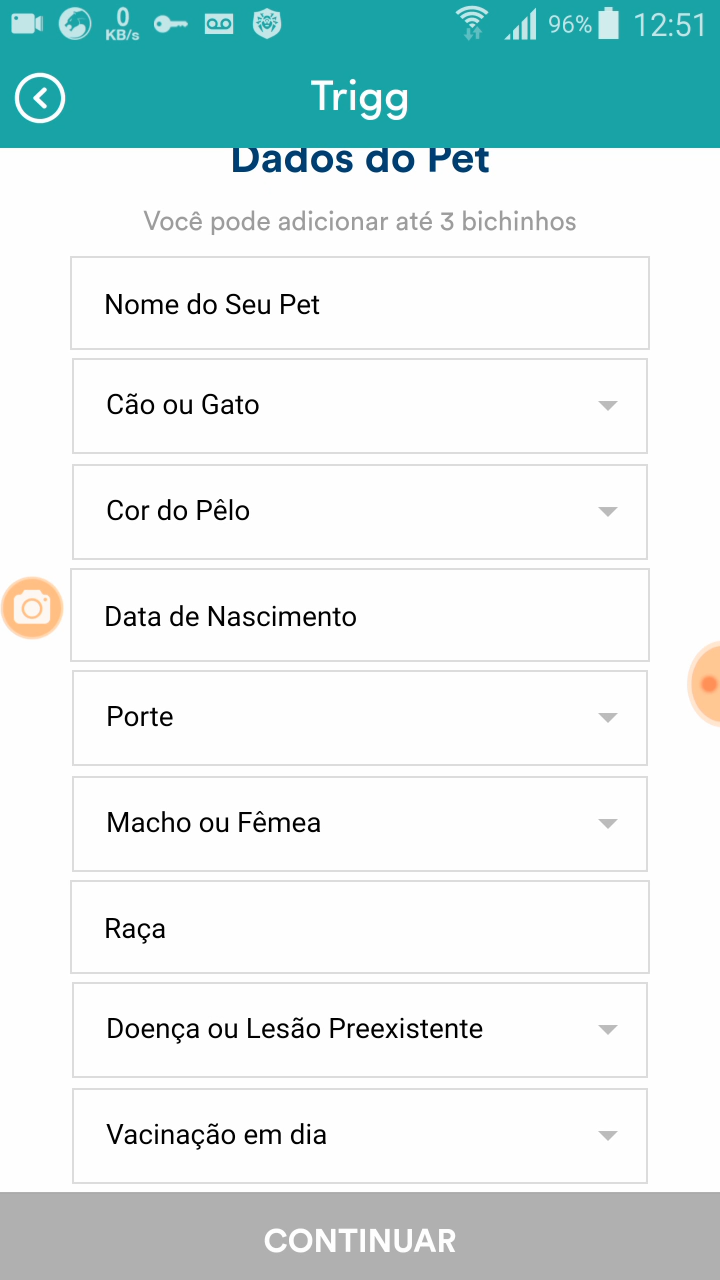 0
KB/s
96%
12:51
Trigg
Dados do Pet
Você pode adicionar até 3 bichinhos
Nome do Seu Pet
Cão ou Gato
Cor do Pêlo
Data de Nascimento
Porte
Macho ou Fêmea
Raça
Doença ou Lesão Preexistente
Vacinação em dia
CONTINUAR